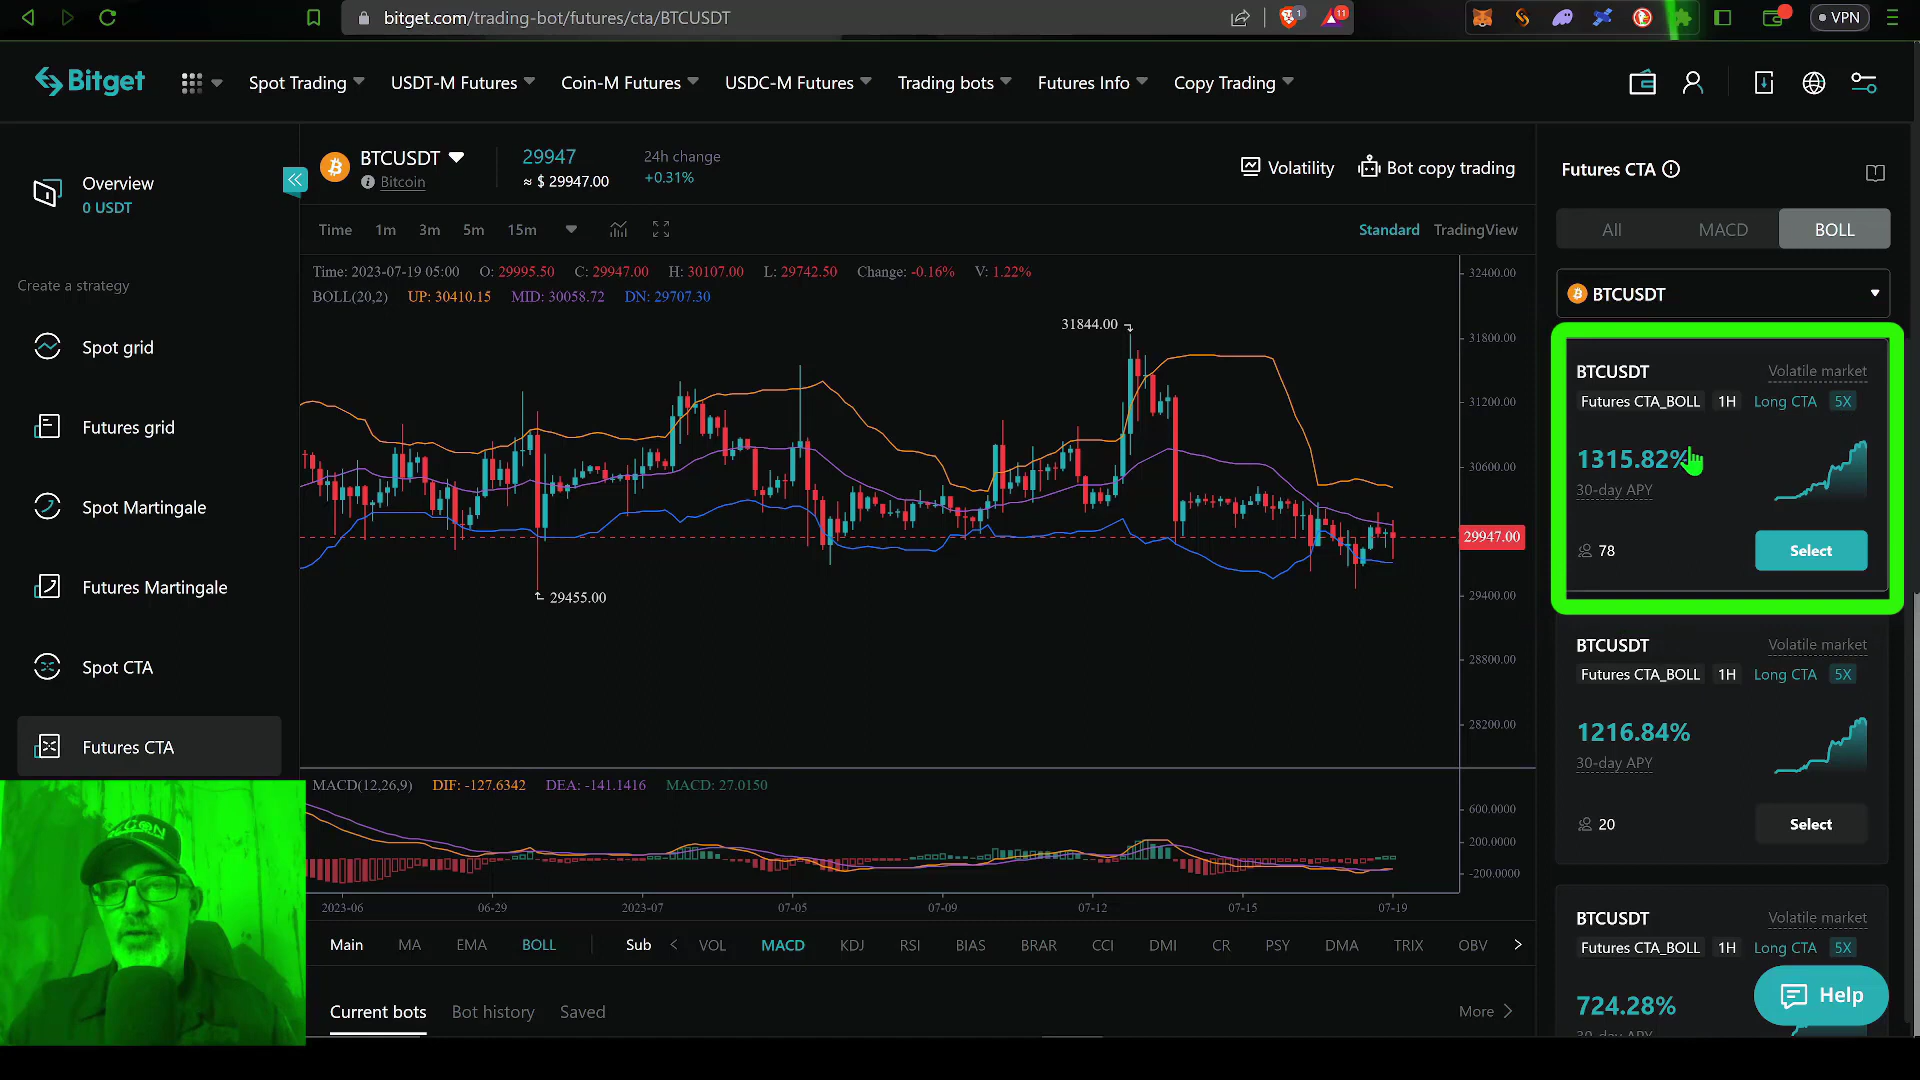 bitget.com/trading-bot/futures/cta/BTCUSDT
1
11
VPN
Bitget
Spot Trading
USDT-M Futures
Coin-M Futures
USDC-M Futures
Trading bots
Futures Info
Copy Trading
Overview
0 USDT
Create a strategy
Spot grid
Futures grid
Spot Martingale
Futures Martingale
Spot CTA
Futures CTA
BTCUSDT
Bitcoin
29947
≈ $ 29947.00
24h change
+0.31%
Volatility
Bot copy trading
Time 1m 3m 5m 15m
Standard TradingView
Time: 2023-07-19 05:00 O: 29995.50 C: 29947.00 H: 30107.00 L: 29742.50 Change: -0.16% V: 1.22%
BOLL(20,2) UP: 30410.15 MID: 30058.72 DN: 29707.30
31844.00
29455.00
32400.00
31800.00
31200.00
30600.00
29947.00
29400.00
28800.00
28200.00
MACD(12,26,9) DIF: -127.6342 DEA: -141.1416 MACD: 27.0150
600.0000
200.0000
-200.0000
2023-06 06-29 2023-07 07-05 07-09 07-12 07-15 07-19
Main MA EMA BOLL Sub VOL MACD KDJ RSI BIAS BRAR CCI DMI CR PSY DMA TRIX OBV
Current bots Bot history Saved
More
Futures CTA
All MACD BOLL
BTCUSDT
BTCUSDT Volatile market
Futures CTA_BOLL 1H Long CTA 5X
1315.82%
30-day APY
78 Select
BTCUSDT Volatile market
Futures CTA_BOLL 1H Long CTA 5X
1216.84%
30-day APY
20 Select
BTCUSDT Volatile market
Futures CTA_BOLL 1H Long CTA 5X
724.28%
30-day APY
Help